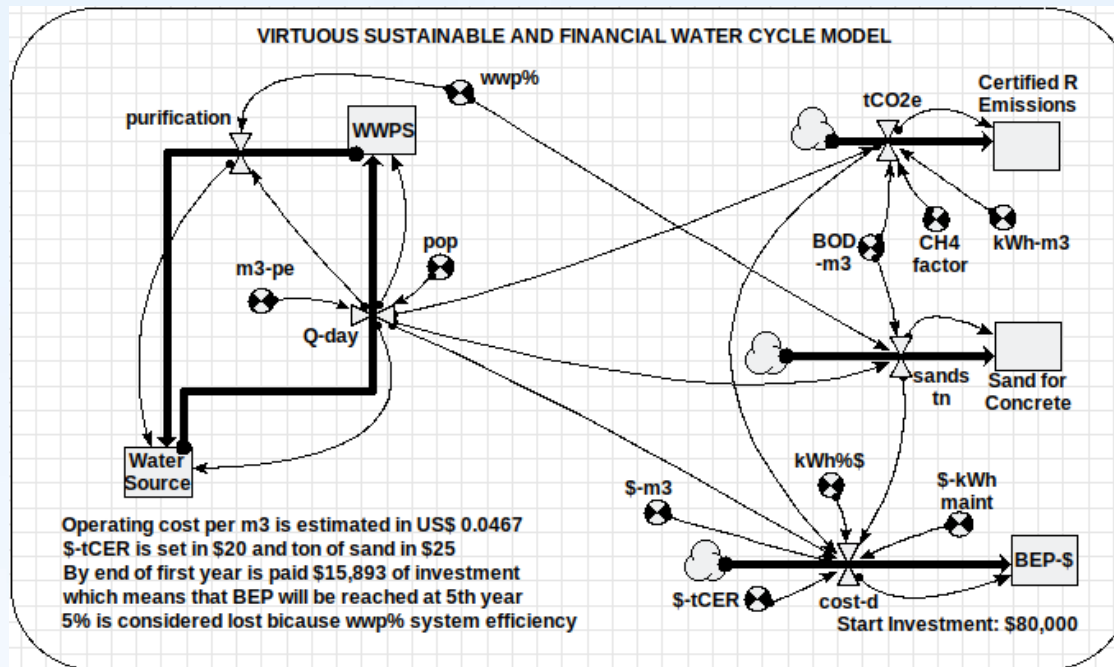 VIRTUOUS SUSTAINABLE AND FINANCIAL WATER CYCLE MODEL
wwp%
purification
WWPS
tCO2e
Certified R
Emissions
pop
m3-pe
Q-day
BOD
-m3
CH4
factor
kWh-m3
sands
tn
Sand for
Concrete
Water
Source
kWh%$
$-m3
$-kWh
maint
BEP-$
$-tCER
cost-d
Start Investment: $80,000
Operating cost per m3 is estimated in US$ 0.0467
$-tCER is set in $20 and ton of sand in $25
By end of first year is paid $15,893 of investment
which means that BEP will be reached at 5th year
5% is considered lost bicause wwp% system efficiency